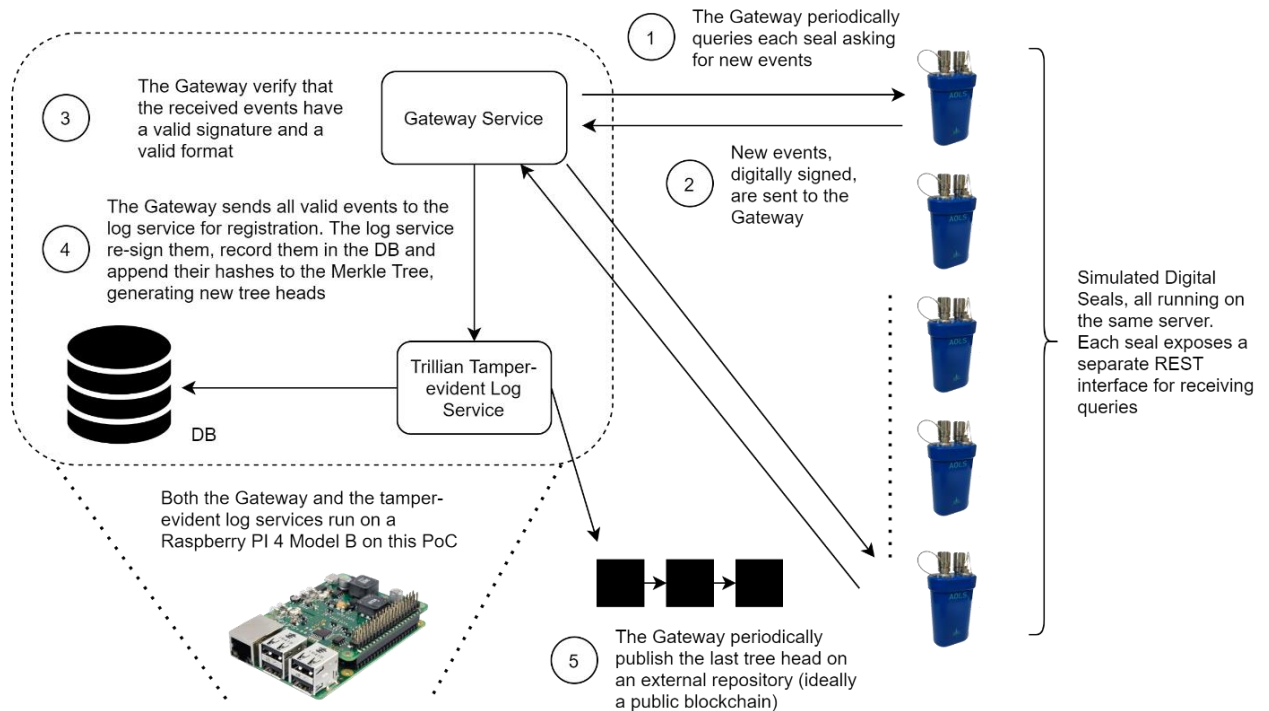 1
The Gateway periodically
queries each seal asking
for new events
3
The Gateway verify that
the received events have
a valid signature and a
valid format
Gateway Service
AOLS
2
New events,
digitally signed,
are sent to the
Gateway
4
The Gateway sends all valid events to the
log service for registration. The log service
re-sign them, record them in the DB and
append their hashes to the Merkle Tree,
generating new tree heads
AOLS
Simulated Digital
Seals, all running on
the same server.
Each seal exposes a
separate REST
interface for receiving
queries
AOLS
Trillian Tamper-
evident Log
Service
DB
AOLS
Both the Gateway and the tamper-
evident log services run on a
Raspberry PI 4 Model B on this PoC
AOLS
5
The Gateway periodically
publish the last tree head on
an external repository (ideally
a public blockchain)